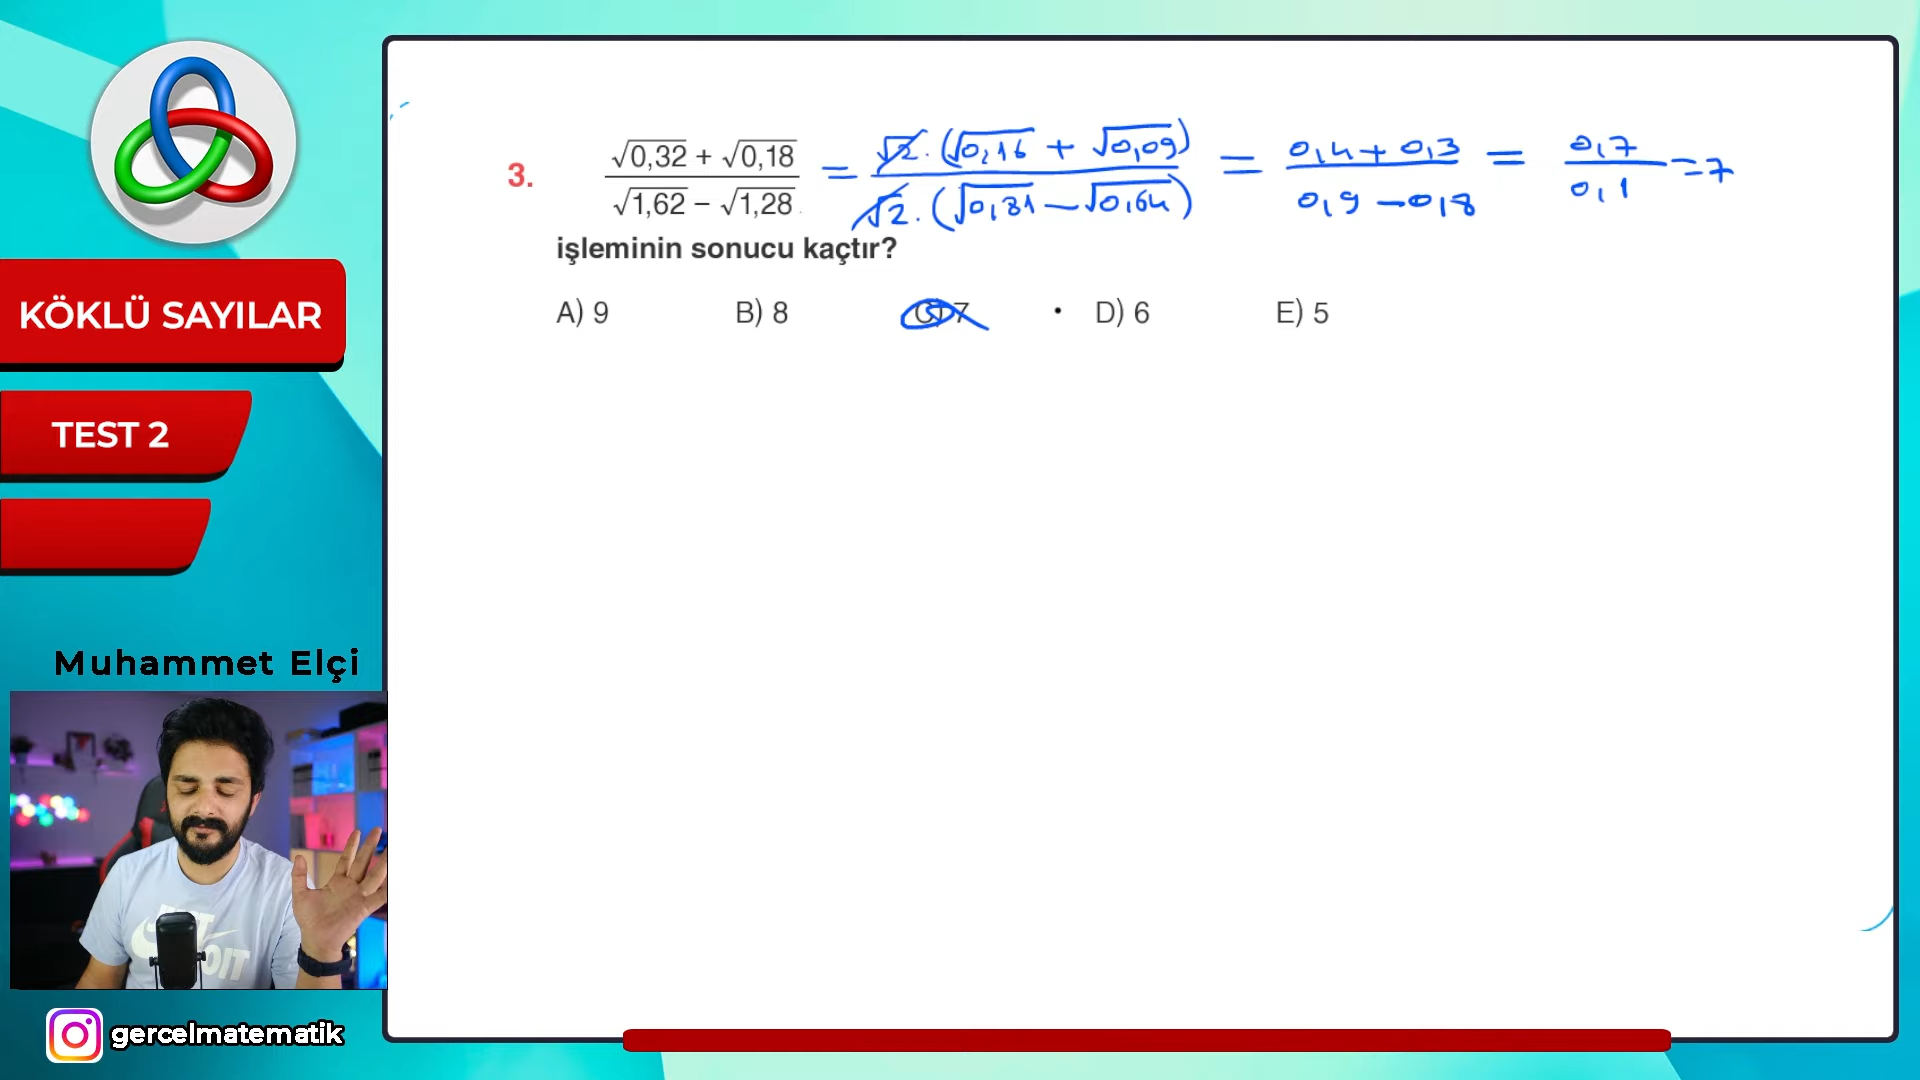 KÖKLÜ SAYILAR
TEST 2
Muhammet Elçi
gercelmatematik
3. (√0,32 + √0,18) / (√1,62 − √1,28) = √2.(√0,16 + √0,09) / √2.(√0,81 − √0,64) = (0,4 + 0,3) / (0,9 − 0,8) = 0,7 / 0,1 = 7
işleminin sonucu kaçtır?
A) 9 B) 8 C) 7 D) 6 E) 5